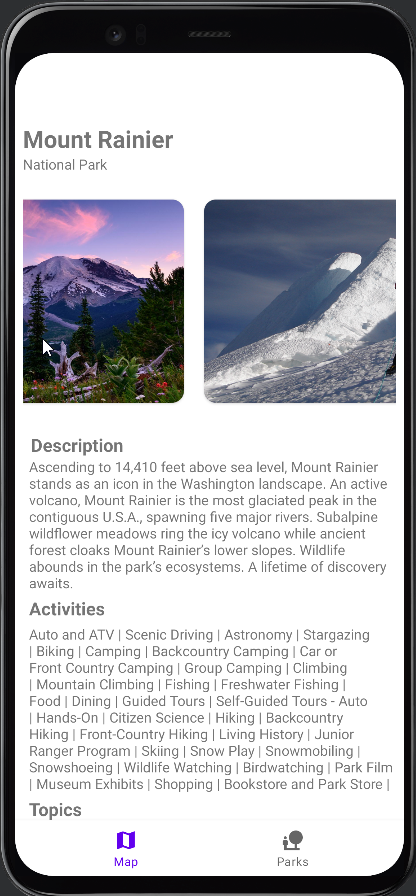 Mount Rainier
National Park
Description
Ascending to 14,410 feet above sea level, Mount Rainier
stands as an icon in the Washington landscape. An active
volcano, Mount Rainier is the most glaciated peak in the
contiguous U.S.A., spawning five major rivers. Subalpine
wildflower meadows ring the icy volcano while ancient
forest cloaks Mount Rainier’s lower slopes. Wildlife
abounds in the park’s ecosystems. A lifetime of discovery
awaits.
Activities
Auto and ATV | Scenic Driving | Astronomy | Stargazing
| Biking | Camping | Backcountry Camping | Car or
Front Country Camping | Group Camping | Climbing
| Mountain Climbing | Fishing | Freshwater Fishing |
Food | Dining | Guided Tours | Self-Guided Tours - Auto
| Hands-On | Citizen Science | Hiking | Backcountry
Hiking | Front-Country Hiking | Living History | Junior
Ranger Program | Skiing | Snow Play | Snowmobiling |
Snowshoeing | Wildlife Watching | Birdwatching | Park Film
| Museum Exhibits | Shopping | Bookstore and Park Store |
Topics
Map
Parks